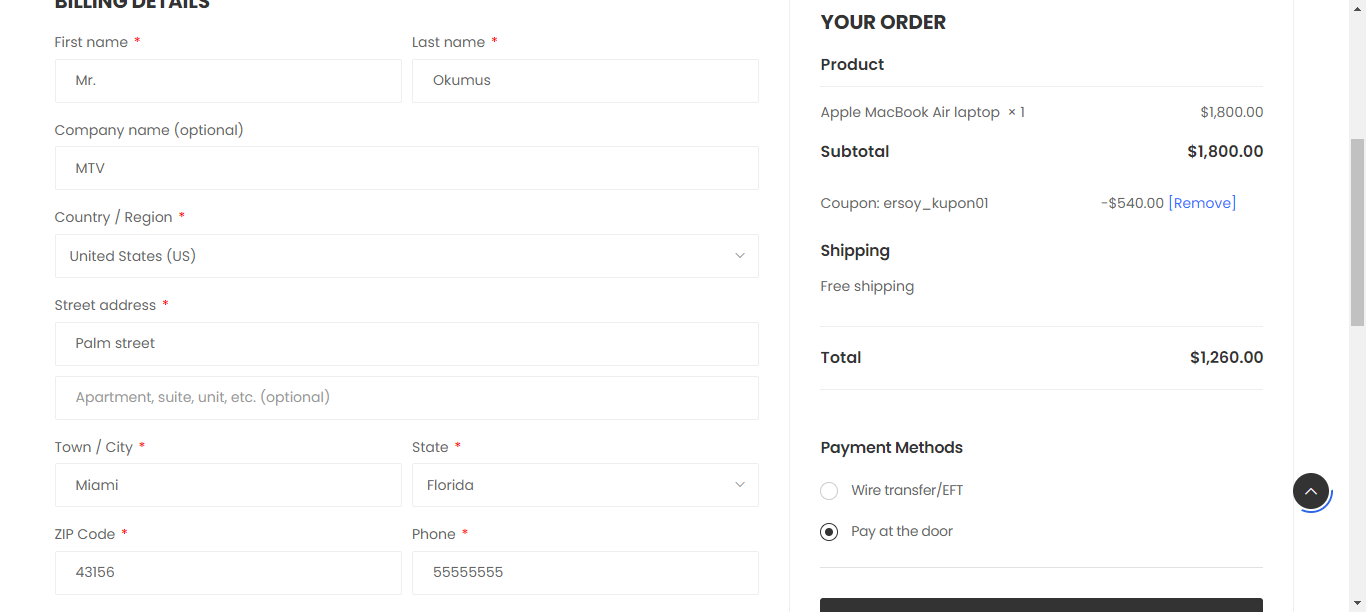 BILLING DETAILS
First name *
Last name *
Mr.
Okumus
Company name (optional)
MTV
Country / Region *
United States (US)
Street address *
Palm street
Apartment, suite, unit, etc. (optional)
Town / City *
State *
Miami
Florida
ZIP Code *
Phone *
43156
55555555
YOUR ORDER
Product
Apple MacBook Air laptop × 1 $1,800.00
Subtotal $1,800.00
Coupon: ersoy_kupon01 -$540.00 [Remove]
Shipping
Free shipping
Total $1,260.00
Payment Methods
Wire transfer/EFT
Pay at the door